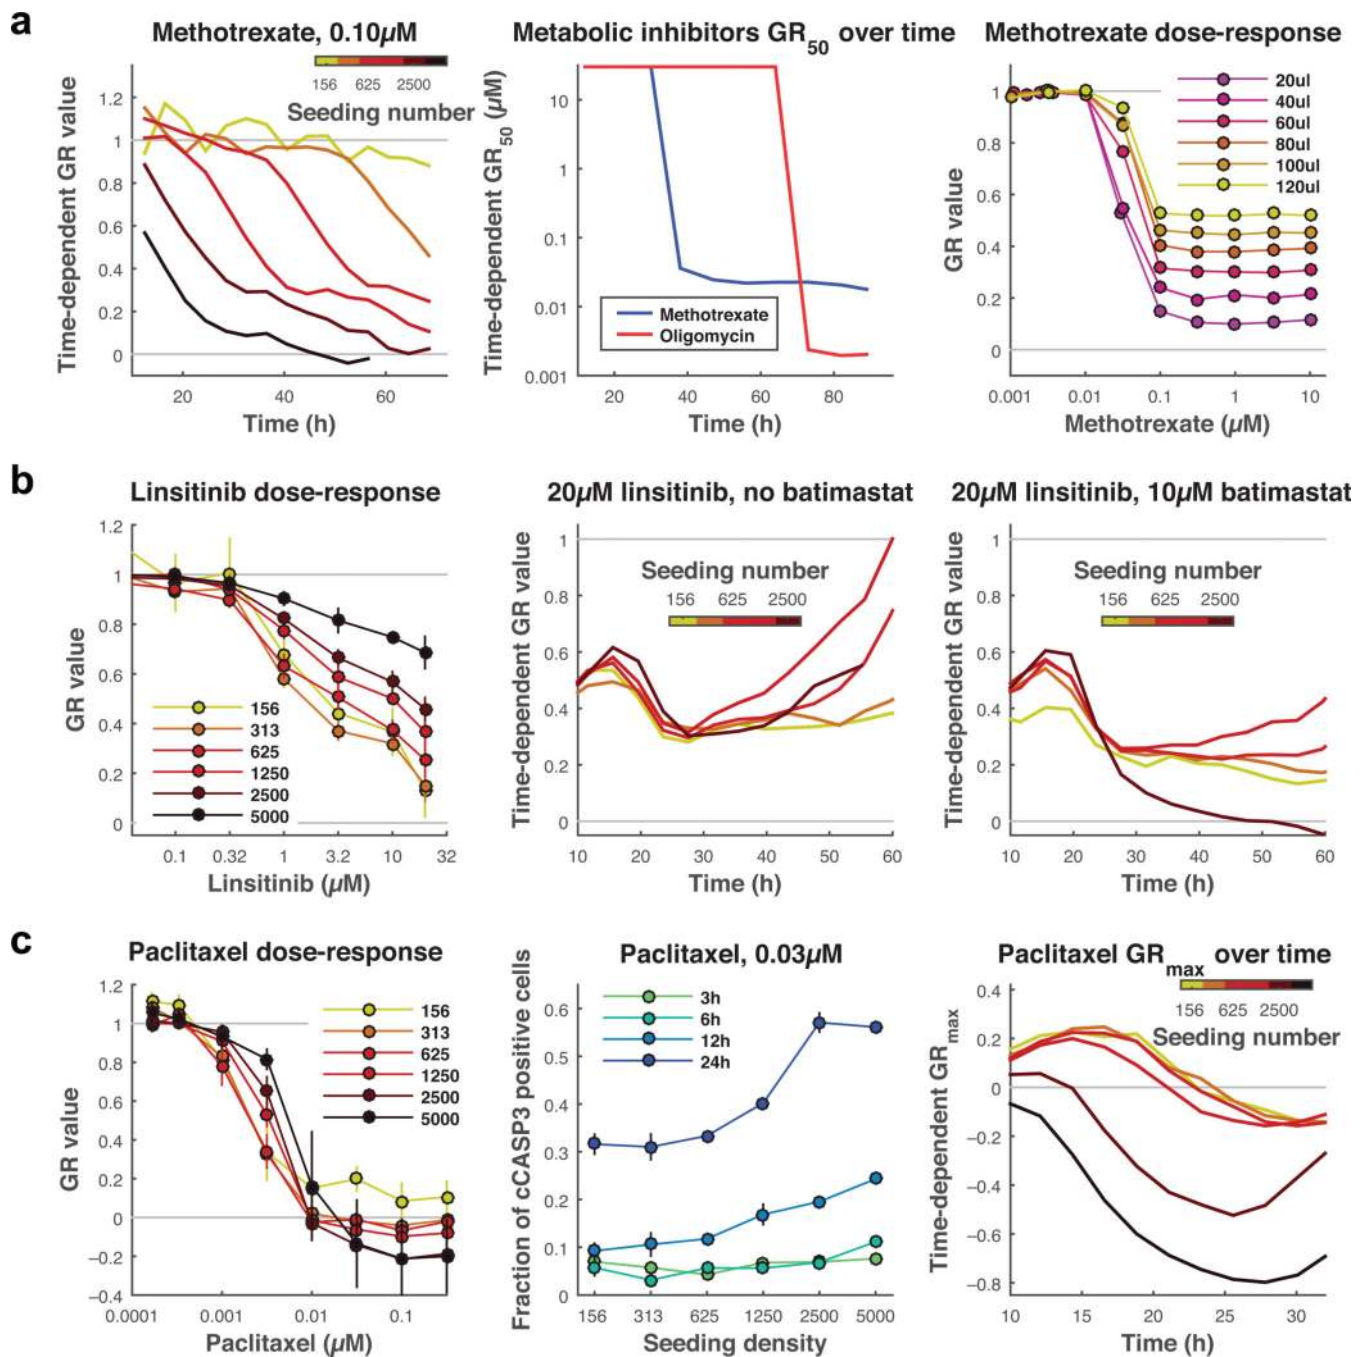 a
Methotrexate, 0.10µM
156 625 2500
Seeding number
Time-dependent GR value
1.2
1
0.8
0.6
0.4
0.2
0
20 40 60
Time (h)
Metabolic inhibitors GR50 over time
Time-dependent GR50 (µM)
10
1
0.1
0.01
0.001
Methotrexate
Oligomycin
20 40 60 80
Time (h)
Methotrexate dose-response
GR value
1
0.8
0.6
0.4
0.2
0
20ul
40ul
60ul
80ul
100ul
120ul
0.001 0.01 0.1 1 10
Methotrexate (µM)
b
Linsitinib dose-response
GR value
1.2
1
0.8
0.6
0.4
0.2
0
156
313
625
1250
2500
5000
0.1 0.32 1 3.2 10 32
Linsitinib (µM)
20µM linsitinib, no batimastat
Time-dependent GR value
1
0.8
0.6
0.4
0.2
0
Seeding number
156 625 2500
10 20 30 40 50 60
Time (h)
20µM linsitinib, 10µM batimastat
Time-dependent GR value
1
0.8
0.6
0.4
0.2
0
Seeding number
156 625 2500
10 20 30 40 50 60
Time (h)
c
Paclitaxel dose-response
GR value
1.2
1
0.8
0.6
0.4
0.2
0
−0.2
−0.4
156
313
625
1250
2500
5000
0.0001 0.001 0.01 0.1
Paclitaxel (µM)
Paclitaxel, 0.03µM
Fraction of cCASP3 positive cells
0.6
0.5
0.4
0.3
0.2
0.1
0
3h
6h
12h
24h
156 313 625 1250 2500 5000
Seeding density
Paclitaxel GRmax over time
156 625 2500
Seeding number
Time-dependent GRmax
0.4
0.2
0
−0.2
−0.4
−0.6
−0.8
10 15 20 25 30
Time (h)